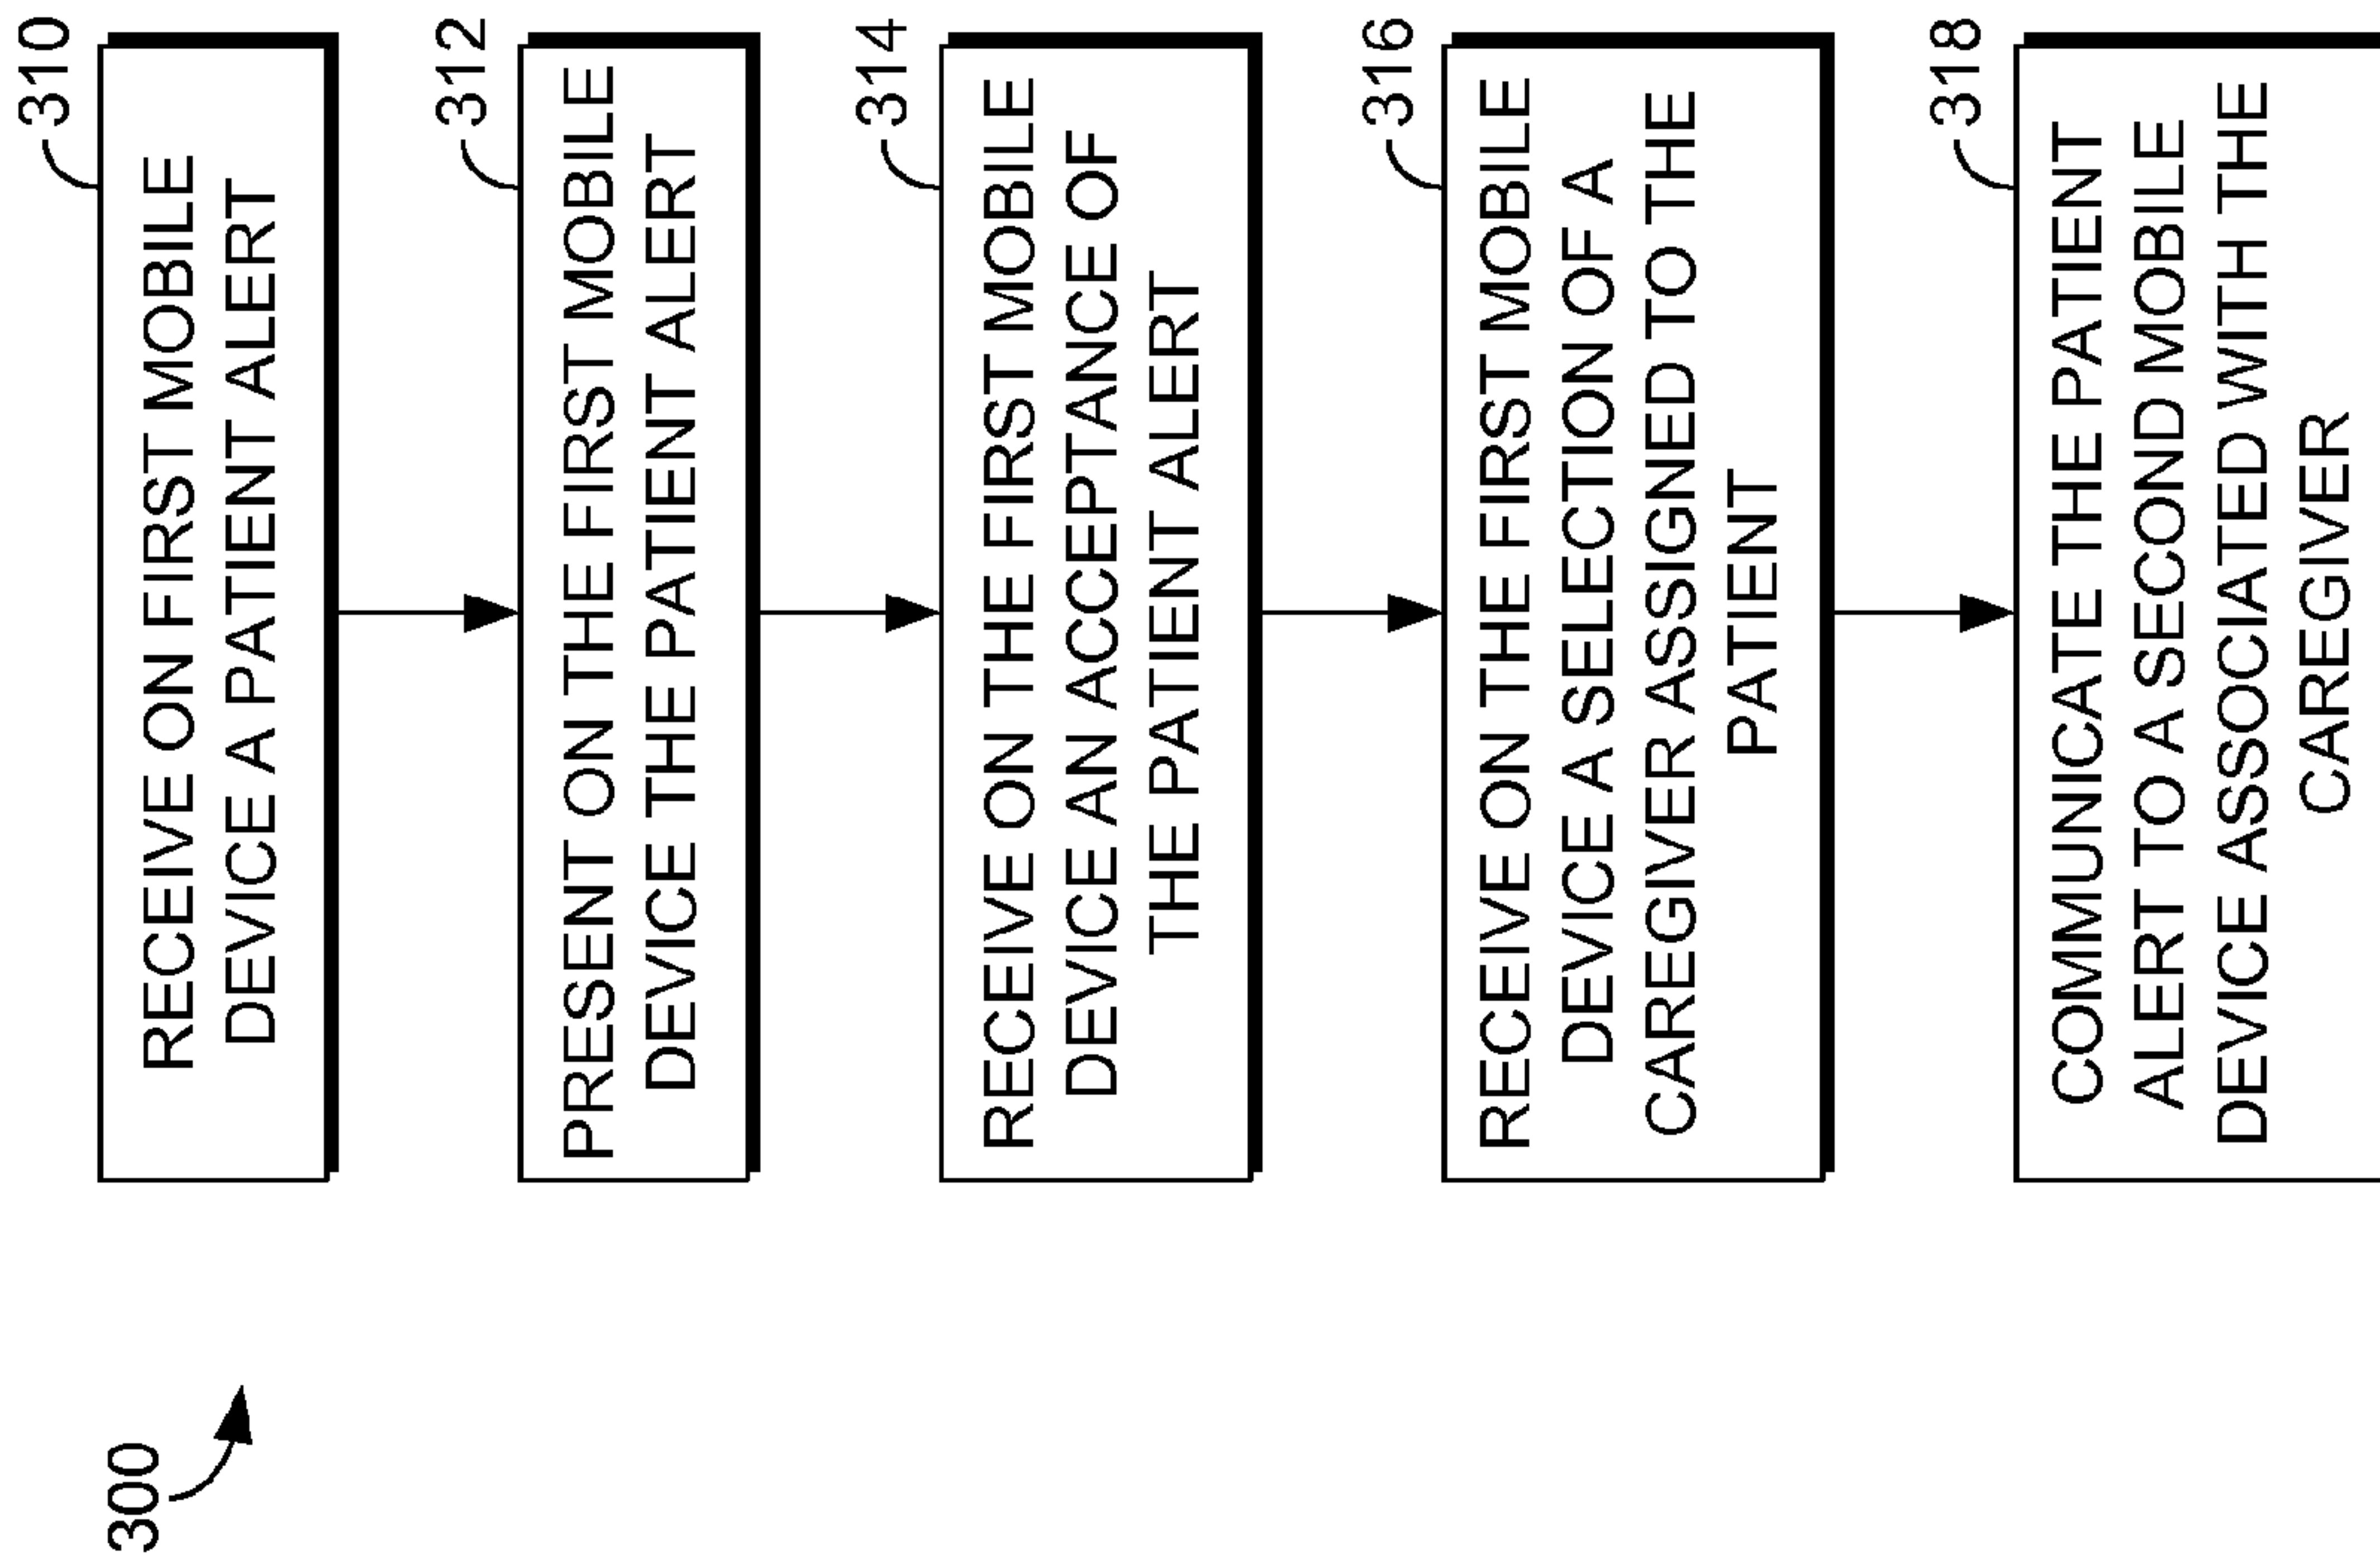 300
310
RECEIVE ON FIRST MOBILE
DEVICE A PATIENT ALERT
312
PRESENT ON THE FIRST MOBILE
DEVICE THE PATIENT ALERT
314
RECEIVE ON THE FIRST MOBILE
DEVICE AN ACCEPTANCE OF
THE PATIENT ALERT
316
RECEIVE ON THE FIRST MOBILE
DEVICE A SELECTION OF A
CAREGIVER ASSIGNED TO THE
PATIENT
318
COMMUNICATE THE PATIENT
ALERT TO A SECOND MOBILE
DEVICE ASSOCIATED WITH THE
CAREGIVER